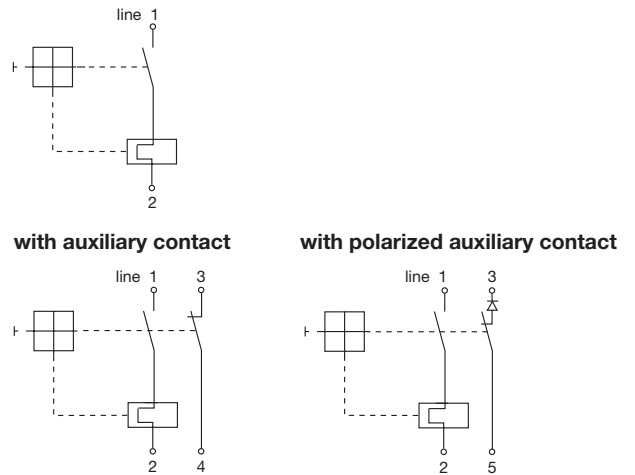 line 1
2
with auxiliary contact
with polarized auxiliary contact
line 1 3
line 1 3
2 4
2 5